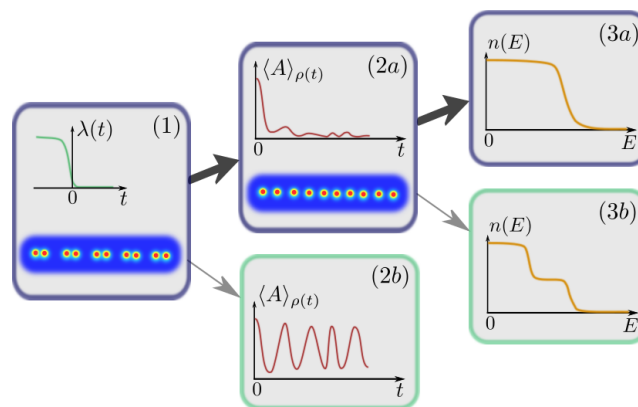 (1)
λ(t)
0
t
(2a)
⟨A⟩ρ(t)
0
t
(2b)
⟨A⟩ρ(t)
0
t
(3a)
n(E)
0
E
(3b)
n(E)
0
E